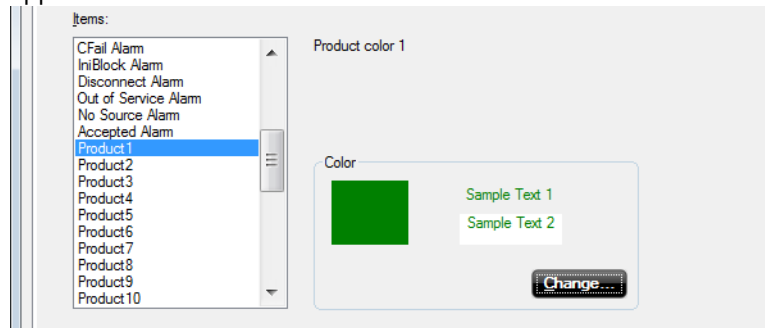 Items:
CFail Alarm
IniBlock Alarm
Disconnect Alarm
Out of Service Alarm
No Source Alarm
Accepted Alarm
Product1
Product2
Product3
Product4
Product5
Product6
Product7
Product8
Product9
Product10
Product color 1
Color
Sample Text 1
Sample Text 2
Change...